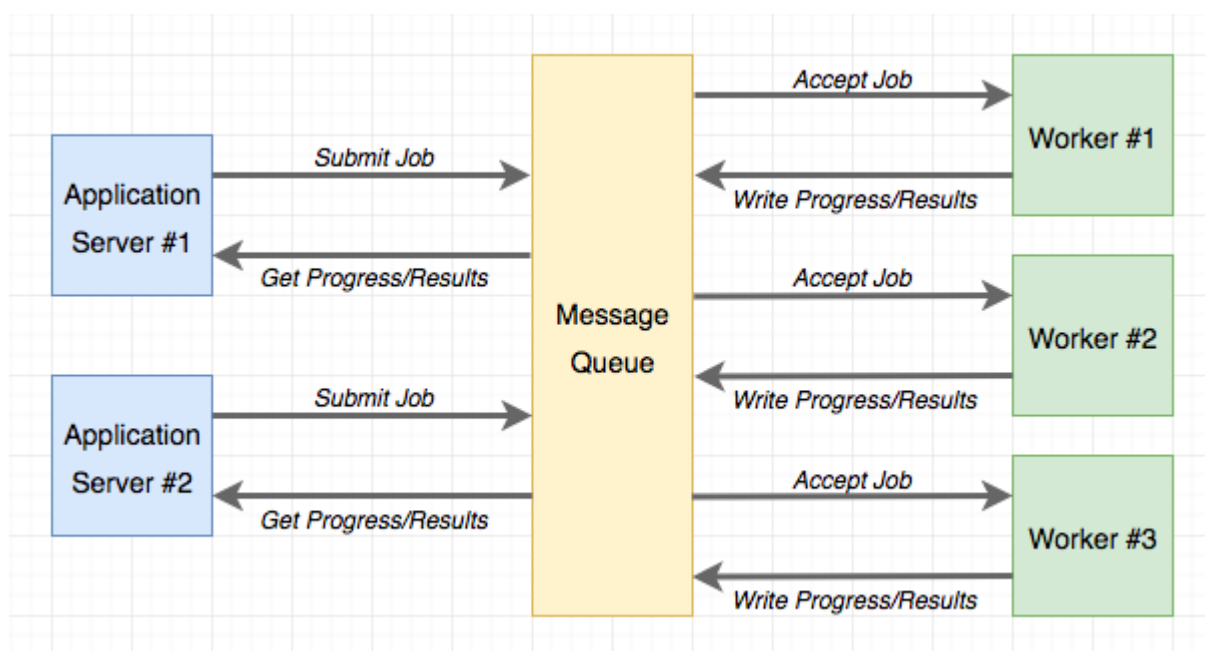 Application
Server #1
Submit Job
Get Progress/Results
Application
Server #2
Submit Job
Get Progress/Results
Message
Queue
Accept Job
Write Progress/Results
Worker #1
Accept Job
Write Progress/Results
Worker #2
Accept Job
Write Progress/Results
Worker #3